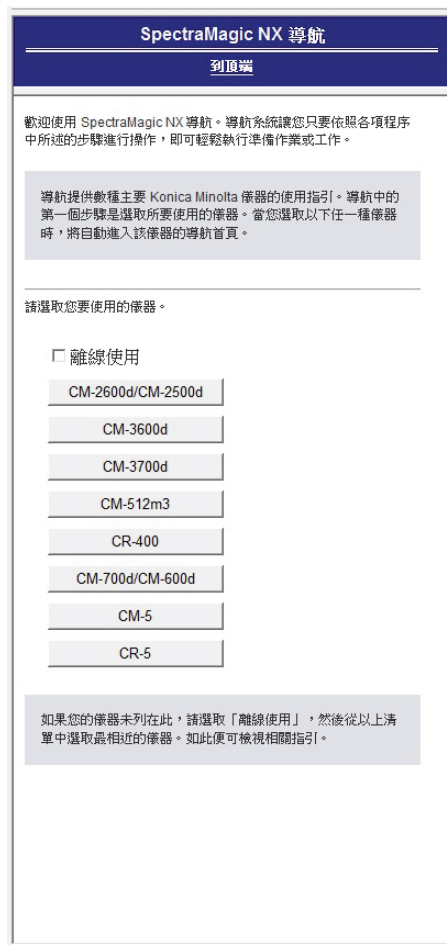 SpectraMagic NX 導航
到頂端
歡迎使用 SpectraMagic NX 導航。導航系統讓您只要依照各項程序
中所述的步驟進行操作，即可輕鬆執行準備作業或工作。
導航提供數種主要 Konica Minolta 儀器的使用指引。導航中的
第一個步驟是選取所要使用的儀器。當您選取以下任一種儀器
時，將自動進入該儀器的導航首頁。
請選取您要使用的儀器。
離線使用
CM-2600d/CM-2500d
CM-3600d
CM-3700d
CM-512m3
CR-400
CM-700d/CM-600d
CM-5
CR-5
如果您的儀器未列在此，請選取「離線使用」，然後從以上清
單中選取最相近的儀器。如此便可檢視相關指引。